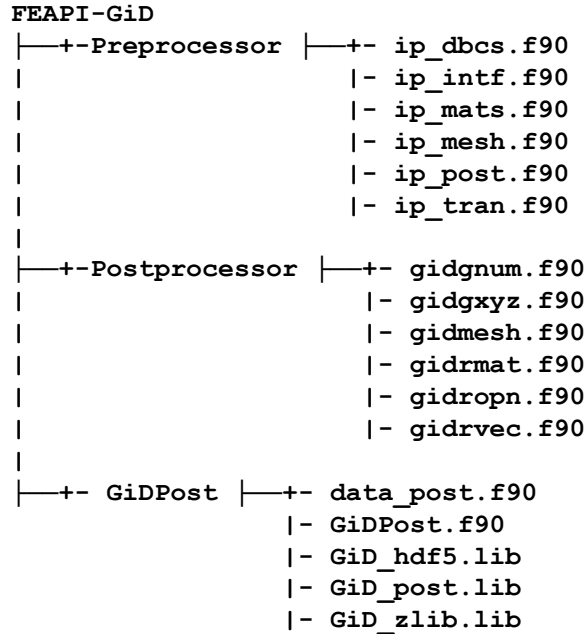 FEAPI-GiD
├──+-Preprocessor ├──+- ip_dbcs.f90
|                    |- ip_intf.f90
|                    |- ip_mats.f90
|                    |- ip_mesh.f90
|                    |- ip_post.f90
|                    |- ip_tran.f90
|
├──+-Postprocessor ├──+- gidgnum.f90
|                     |- gidgxyz.f90
|                     |- gidmesh.f90
|                     |- gidrmat.f90
|                     |- gidropn.f90
|                     |- gidrvec.f90
|
├──+- GiDPost ├──+- data_post.f90
                |- GiDPost.f90
                |- GiD_hdf5.lib
                |- GiD_post.lib
                |- GiD_zlib.lib